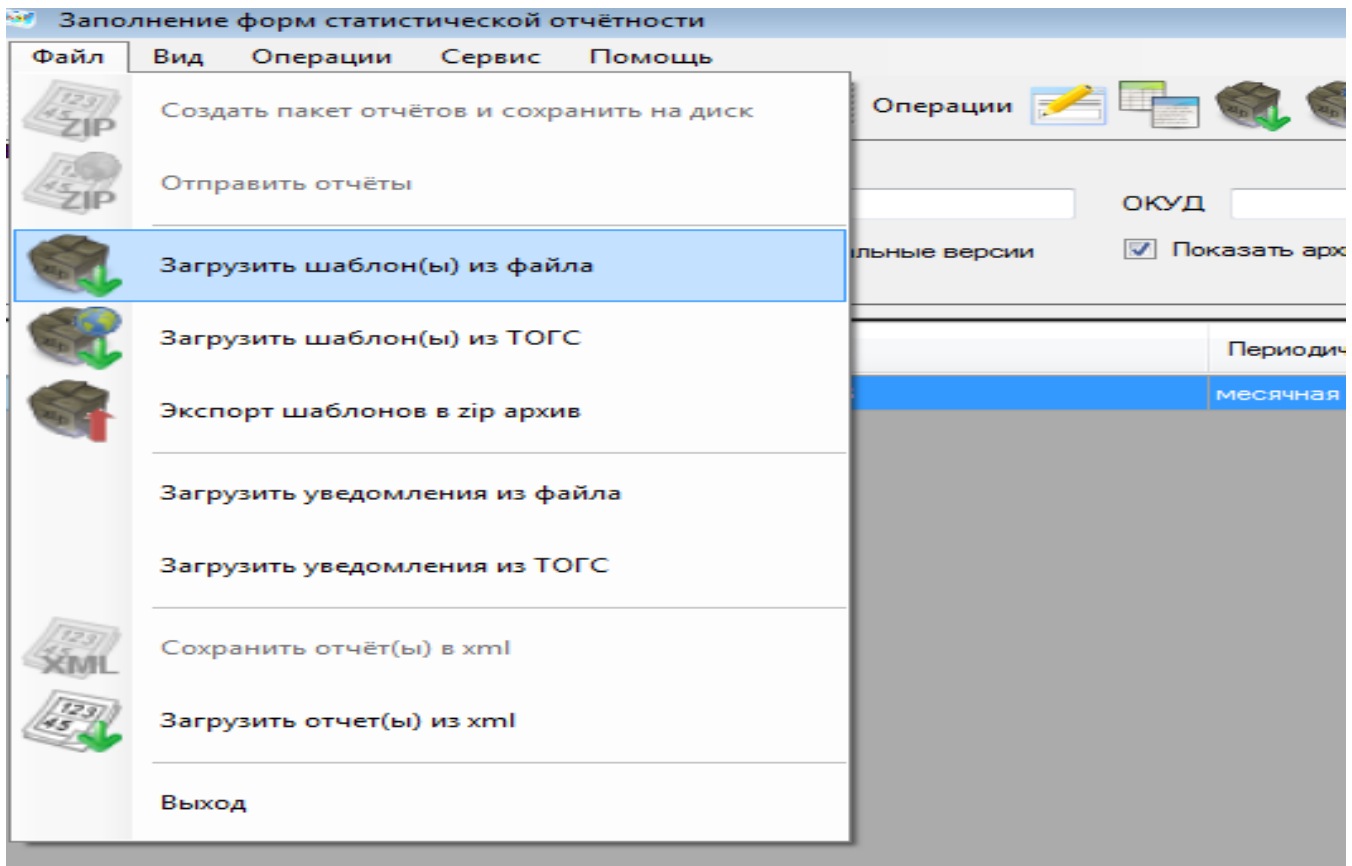 Заполнение форм статистической отчётности
Файл Вид Операции Сервис Помощь
Создать пакет отчётов и сохранить на диск
Операции
Отправить отчёты
ОКУД
Загрузить шаблон(ы) из файла
льные версии
Показать арх
Загрузить шаблон(ы) из ТОГС
Периодич
Экспорт шаблонов в zip архив
месячная
Загрузить уведомления из файла
Загрузить уведомления из ТОГС
Сохранить отчёт(ы) в xml
Загрузить отчет(ы) из xml
Выход